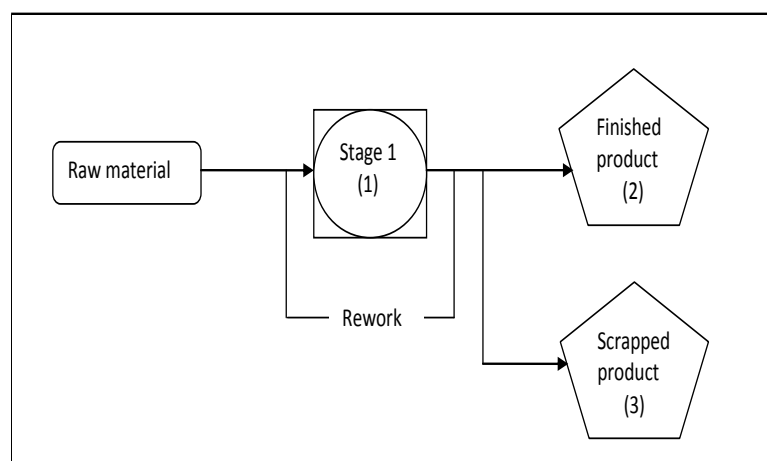 Raw material
Stage 1
(1)
Finished
product
(2)
Rework
Scrapped
product
(3)